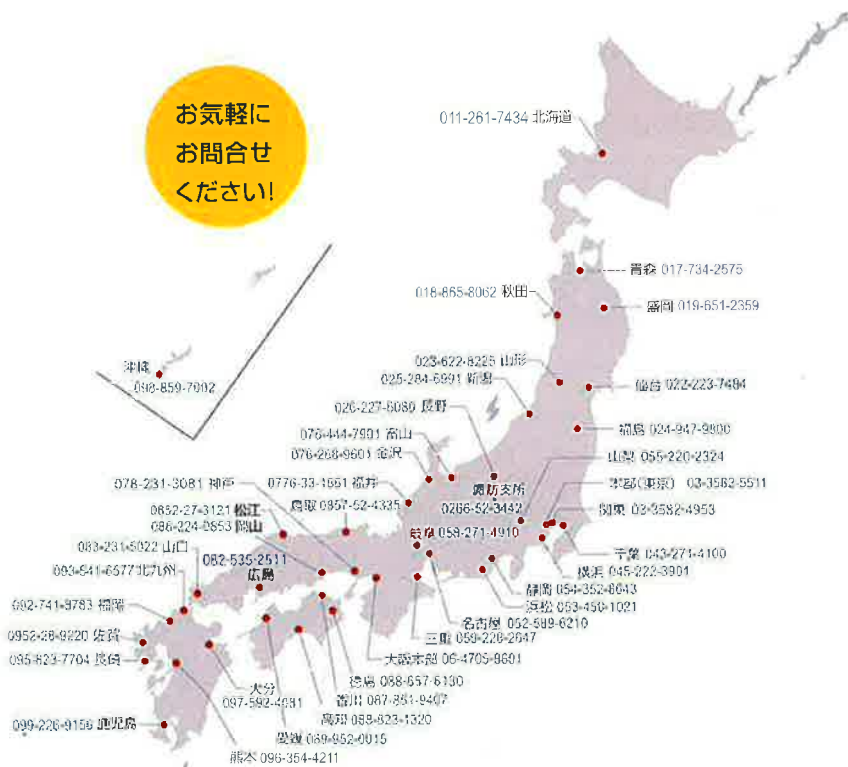 お気軽に
お問合せ
ください!
011-261-7434 北海道
青森 017-734-2575
018-865-8062 秋田
盛岡 019-651-2359
沖縄
098-859-7002
023-622-8225 山形
025-284-6991 新潟
仙台 022-223-7484
026-227-6080 長野
福島 024-947-9800
076-444-7901 富山
山梨 055-220-2324
076-268-9601 金沢
078-231-3081 神戸
0776-33-1661 福井
諏訪支所
0266-52-3442
本部(東京) 03-3582-5511
鳥取 0857-52-4335
0852-27-3121 松江
関東 03-3582-4953
086-224-0853 岡山
岐阜 058-271-4910
083-231-5022 山口
082-535-2511
広島
千葉 043-271-4100
093-541-6577 北九州
横浜 045-222-3901
静岡 054-352-8643
092-741-8783 福岡
浜松 053-450-1021
名古屋 052-589-6210
0952-28-9220 佐賀
三重 059-228-2647
095-823-7704 長崎
大阪本部 06-4705-8601
大分
097-592-4081
徳島 088-657-6130
香川 087-881-9407
099-226-9156 鹿児島
高知 088-823-1320
愛媛 089-952-0015
熊本 096-354-4211